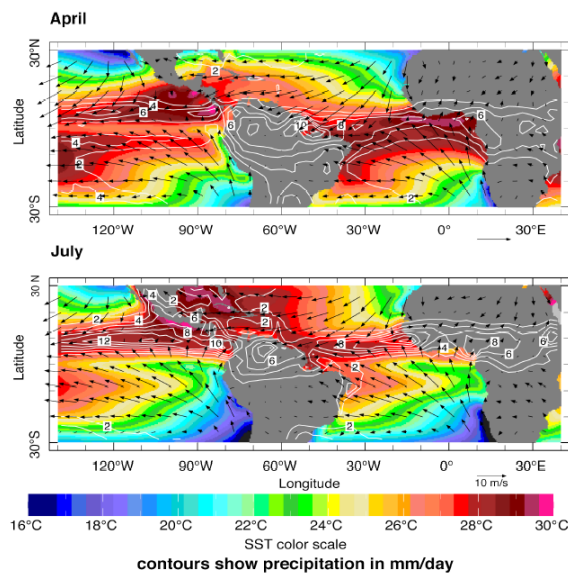 April
30°N
Latitude
30°S
2
4
6
4
2
4
6
10
8
6
2
120°W 90°W 60°W 30°W 0° 30°E
July
30 N
Latitude
30°S
4
2
2
4
6
8
12
10
2
2
6
8
2
4
8
6
6
2
2
120°W 90°W 60°W 30°W 0° 30°E
Longitude
10 m/s
16°C 18°C 20°C 22°C 24°C 26°C 28°C 30°C
SST color scale
contours show precipitation in mm/day